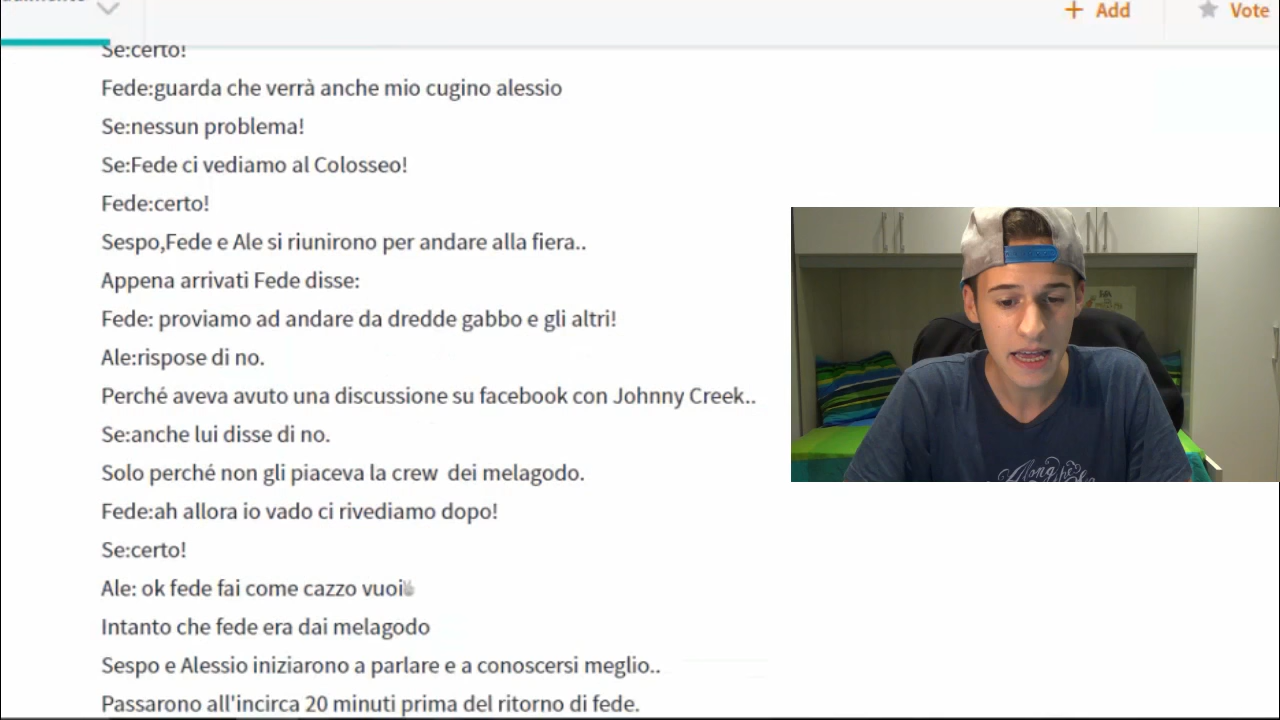 Add
Vote
Se:certo!
Fede:guarda che verrà anche mio cugino alessio
Se:nessun problema!
Se:Fede ci vediamo al Colosseo!
Fede:certo!
Sespo,Fede e Ale si riunirono per andare alla fiera..
Appena arrivati Fede disse:
Fede: proviamo ad andare da dredde gabbo e gli altri!
Ale:rispose di no.
Perché aveva avuto una discussione su facebook con Johnny Creek..
Se:anche lui disse di no.
Solo perché non gli piaceva la crew dei melagodo.
Fede:ah allora io vado ci rivediamo dopo!
Se:certo!
Ale: ok fede fai come cazzo vuoi✌
Intanto che fede era dai melagodo
Sespo e Alessio iniziarono a parlare e a conoscersi meglio..
Passarono all'incirca 20 minuti prima del ritorno di fede.